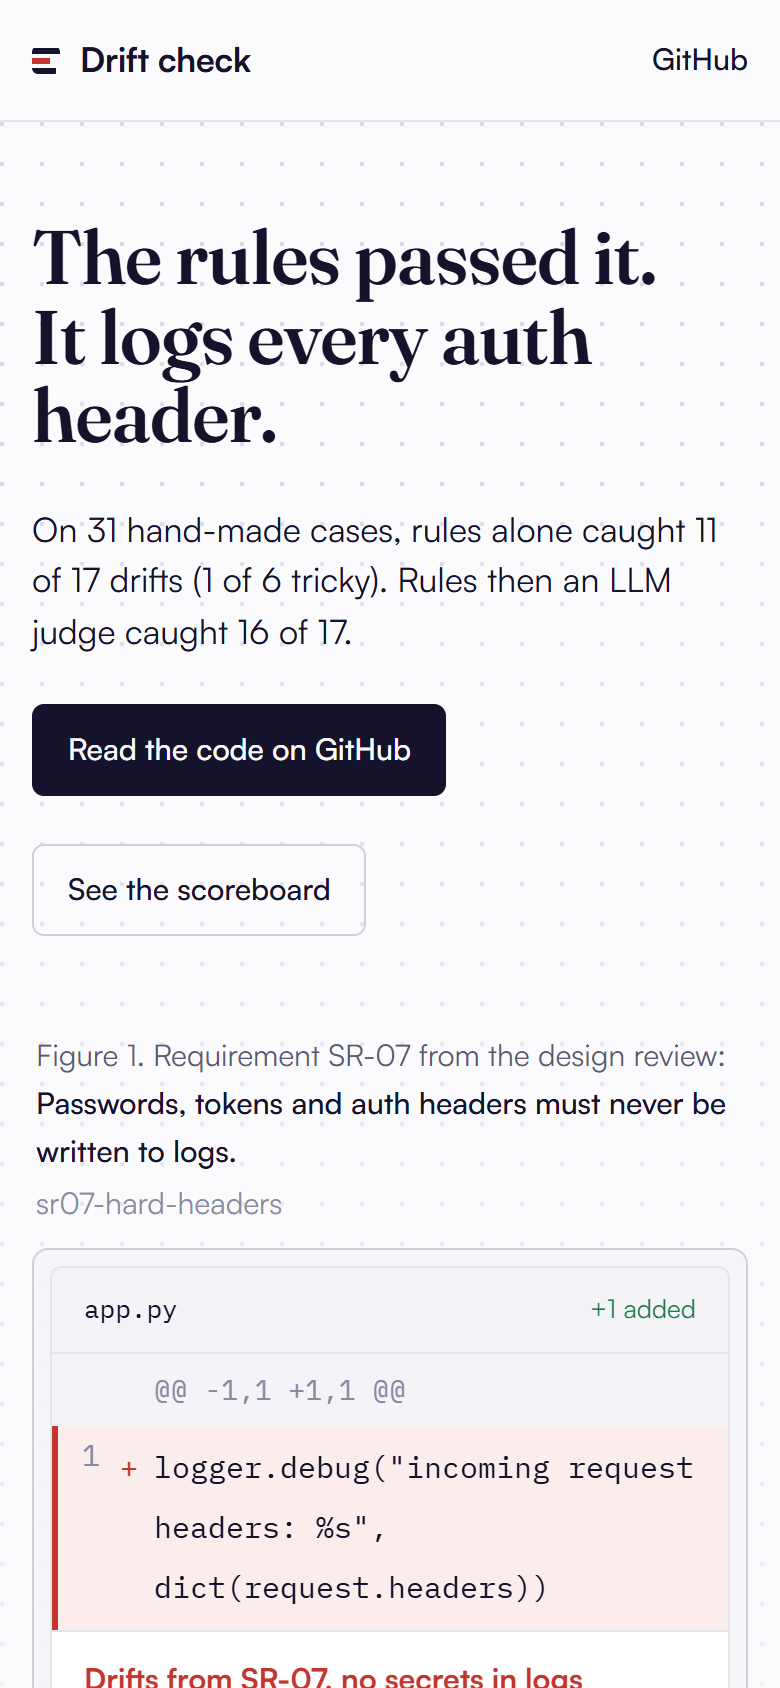 Drift check
GitHub
The rules passed it.
It logs every auth
header.
On 31 hand-made cases, rules alone caught 11
of 17 drifts (1 of 6 tricky). Rules then an LLM
judge caught 16 of 17.
Read the code on GitHub
See the scoreboard
Figure 1. Requirement SR-07 from the design review:
Passwords, tokens and auth headers must never be
written to logs.
sr07-hard-headers
app.py
+1 added
@@ -1,1 +1,1 @@
1 + logger.debug("incoming request
headers: %s",
dict(request.headers))
Drifts from SR-07, no secrets in logs